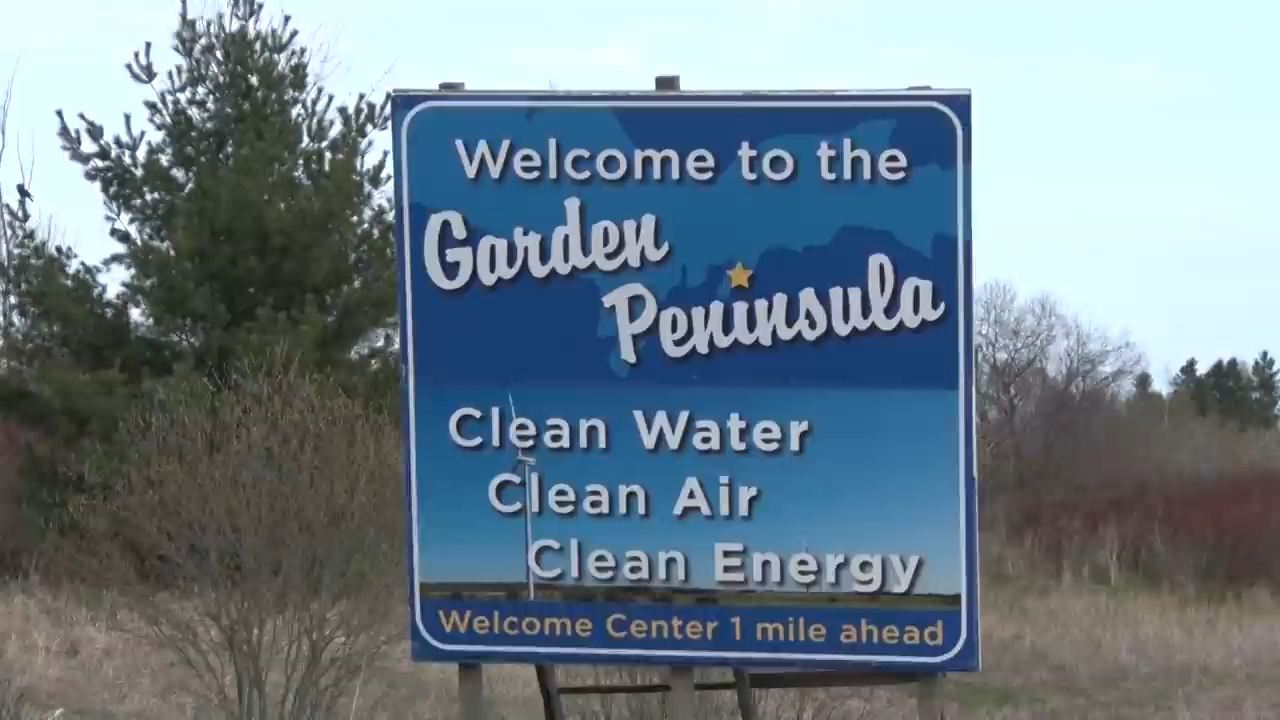 Welcome to the
Garden
Peninsula
Clean Water
Clean Air
Clean Energy
Welcome Center 1 mile ahead